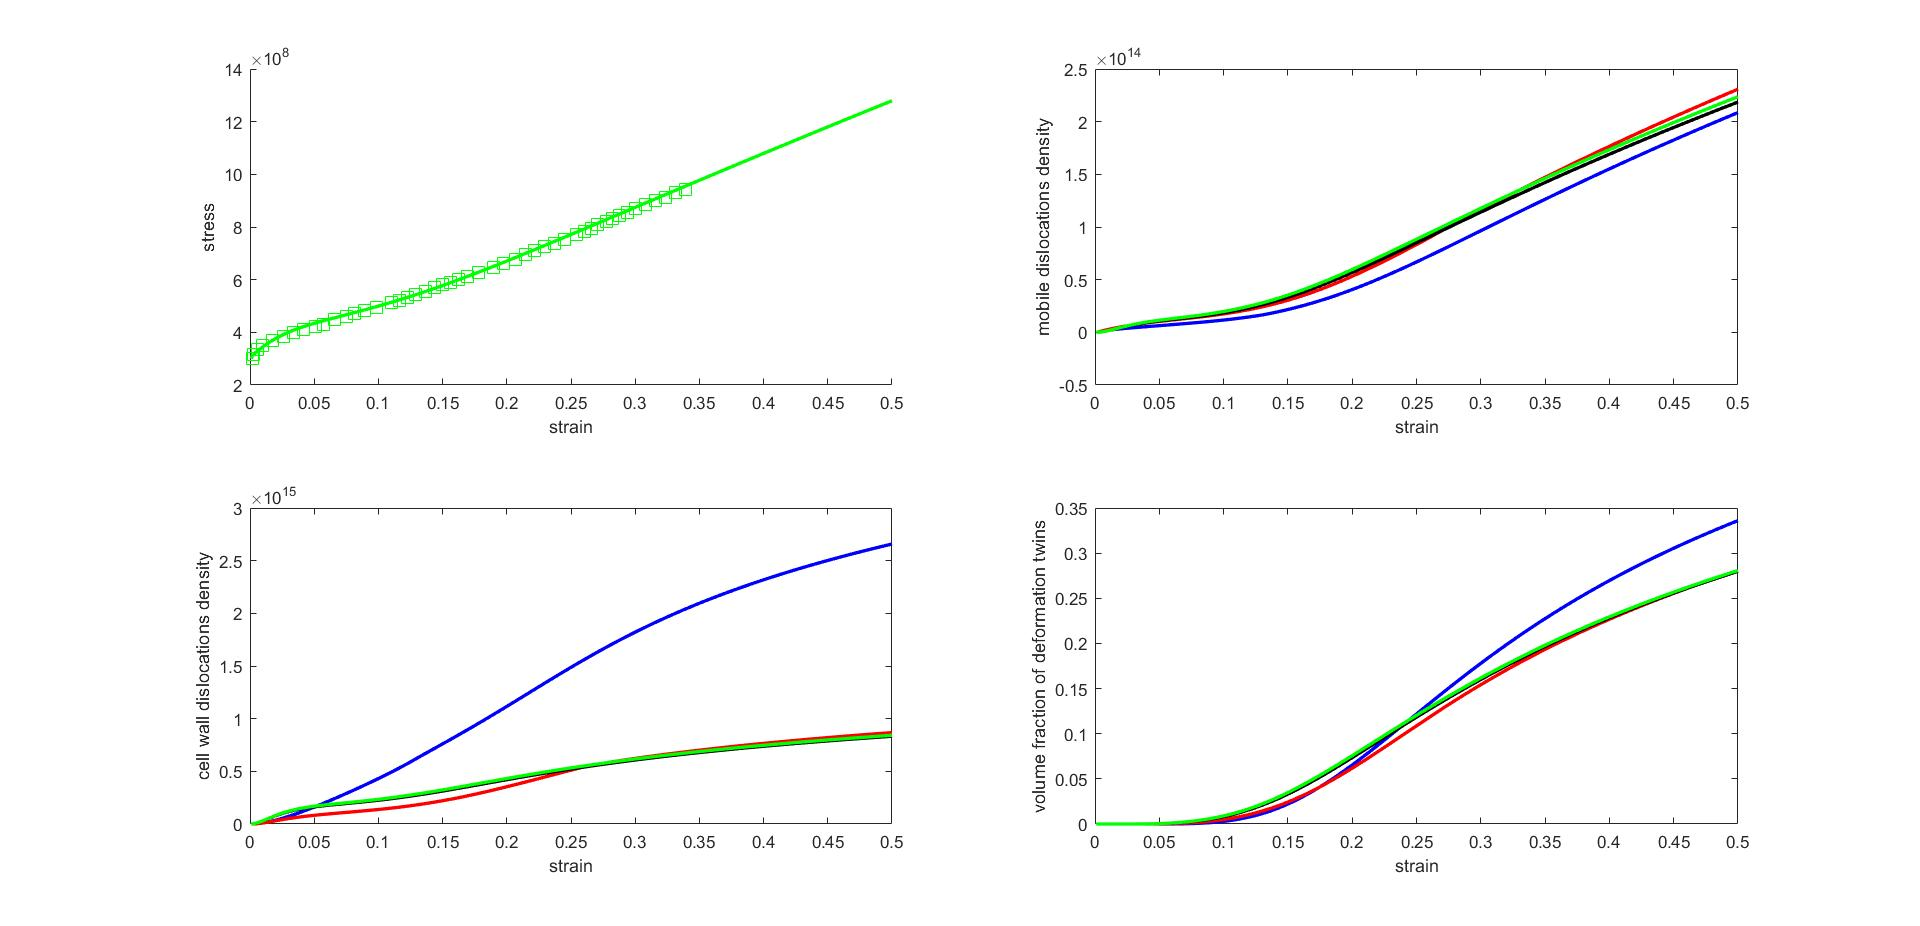 ×10^8
14
12
10
8
6
4
2
stress
0 0.05 0.1 0.15 0.2 0.25 0.3 0.35 0.4 0.45 0.5
strain
×10^14
2.5
2
1.5
1
0.5
0
-0.5
mobile dislocations density
0 0.05 0.1 0.15 0.2 0.25 0.3 0.35 0.4 0.45 0.5
strain
×10^15
3
2.5
2
1.5
1
0.5
0
cell wall dislocations density
0 0.05 0.1 0.15 0.2 0.25 0.3 0.35 0.4 0.45 0.5
strain
0.35
0.3
0.25
0.2
0.15
0.1
0.05
0
volume fraction of deformation twins
0 0.05 0.1 0.15 0.2 0.25 0.3 0.35 0.4 0.45 0.5
strain